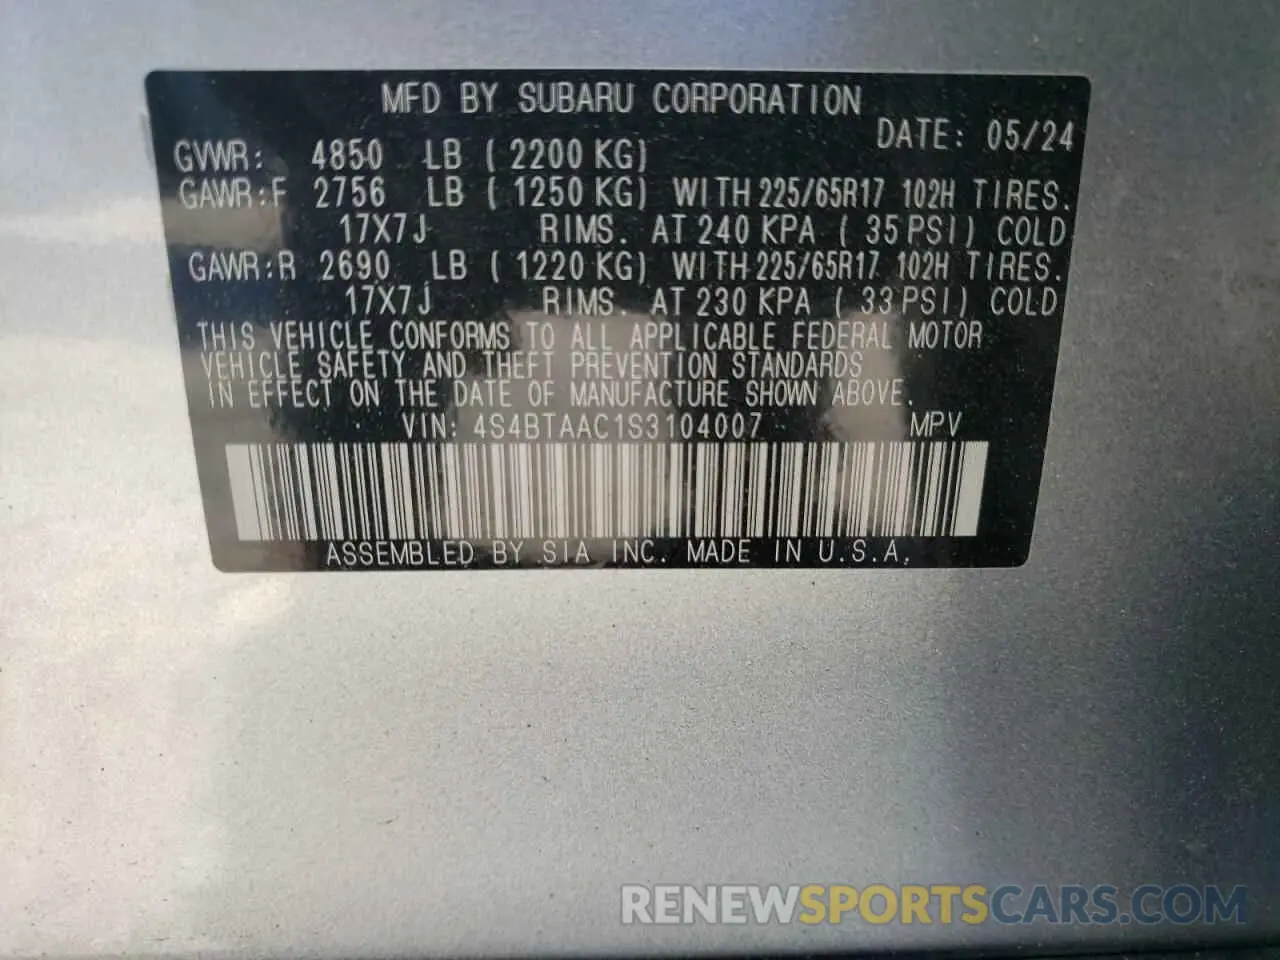 MFD BY SUBARU CORPORATION
DATE: 05/24
GVWR: 4850 LB ( 2200 KG)
GAWR:F 2756 LB ( 1250 KG) WITH 225/65R17 102H TIRES.
17X7J RIMS. AT 240 KPA ( 35 PSI) COLD
GAWR:R 2690 LB ( 1220 KG) WITH 225/65R17 102H TIRES.
17X7J RIMS. AT 230 KPA ( 33 PSI) COLD
THIS VEHICLE CONFORMS TO ALL APPLICABLE FEDERAL MOTOR
VEHICLE SAFETY AND THEFT PREVENTION STANDARDS
IN EFFECT ON THE DATE OF MANUFACTURE SHOWN ABOVE.
VIN: 4S4BTAAC1S3104007 MPV
ASSEMBLED BY SIA INC. MADE IN U.S.A.
RENEWSPORTSCARS.COM